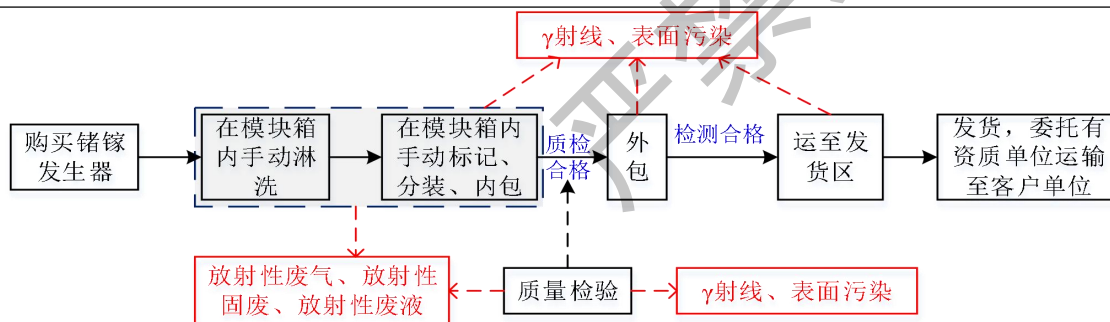 γ射线、表面污染
购买锗镓
发生器
在模块箱
内手动淋
洗
在模块箱内
手动标记、
分装、内包
质检
合格
外
包
检测合格
运至发
货区
发货，委托有
资质单位运输
至客户单位
放射性废气、放射性
固废、放射性废液
质量检验
γ射线、表面污染
严禁